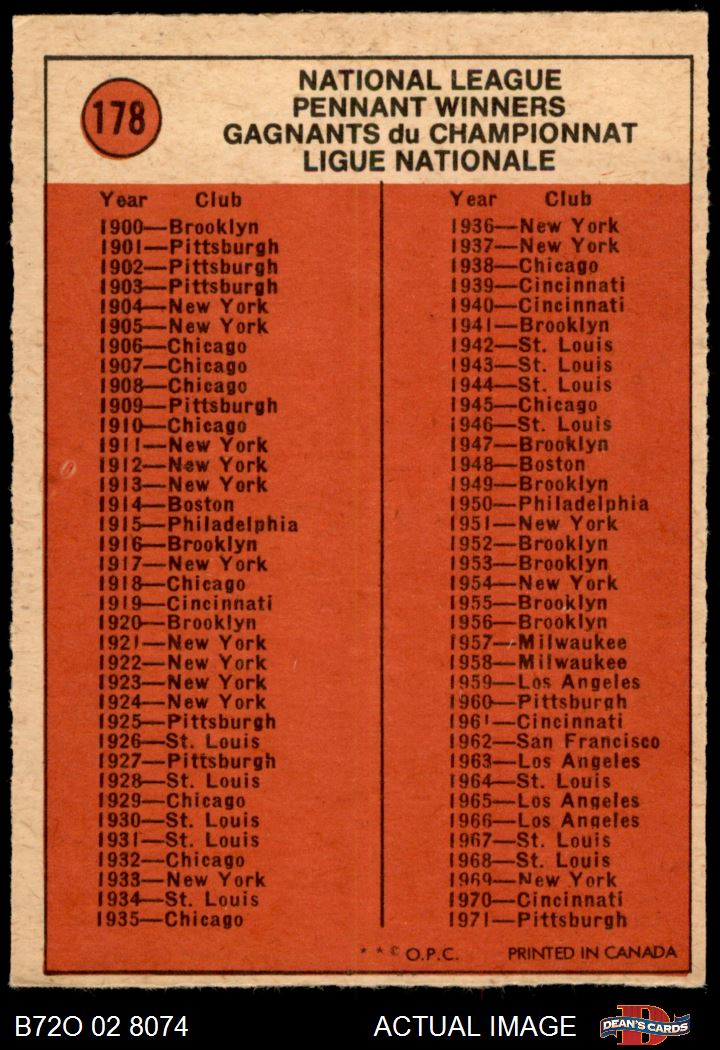 178
NATIONAL LEAGUE
PENNANT WINNERS
GAGNANTS du CHAMPIONNAT
LIGUE NATIONALE
Year Club
1900—Brooklyn
1901—Pittsburgh
1902—Pittsburgh
1903—Pittsburgh
1904—New York
1905—New York
1906—Chicago
1907—Chicago
1908—Chicago
1909—Pittsburgh
1910—Chicago
1911—New York
1912—New York
1913—New York
1914—Boston
1915—Philadelphia
1916—Brooklyn
1917—New York
1918—Chicago
1919—Cincinnati
1920—Brooklyn
1921—New York
1922—New York
1923—New York
1924—New York
1925—Pittsburgh
1926—St. Louis
1927—Pittsburgh
1928—St. Louis
1929—Chicago
1930—St. Louis
1931—St. Louis
1932—Chicago
1933—New York
1934—St. Louis
1935—Chicago
Year Club
1936—New York
1937—New York
1938—Chicago
1939—Cincinnati
1940—Cincinnati
1941—Brooklyn
1942—St. Louis
1943—St. Louis
1944—St. Louis
1945—Chicago
1946—St. Louis
1947—Brooklyn
1948—Boston
1949—Brooklyn
1950—Philadelphia
1951—New York
1952—Brooklyn
1953—Brooklyn
1954—New York
1955—Brooklyn
1956—Brooklyn
1957—Milwaukee
1958—Milwaukee
1959—Los Angeles
1960—Pittsburgh
1961—Cincinnati
1962—San Francisco
1963—Los Angeles
1964—St. Louis
1965—Los Angeles
1966—Los Angeles
1967—St. Louis
1968—St. Louis
1969—New York
1970—Cincinnati
1971—Pittsburgh
* * © O.P.C. PRINTED IN CANADA
B72O 02 8074 ACTUAL IMAGE D DEAN'S CARDS